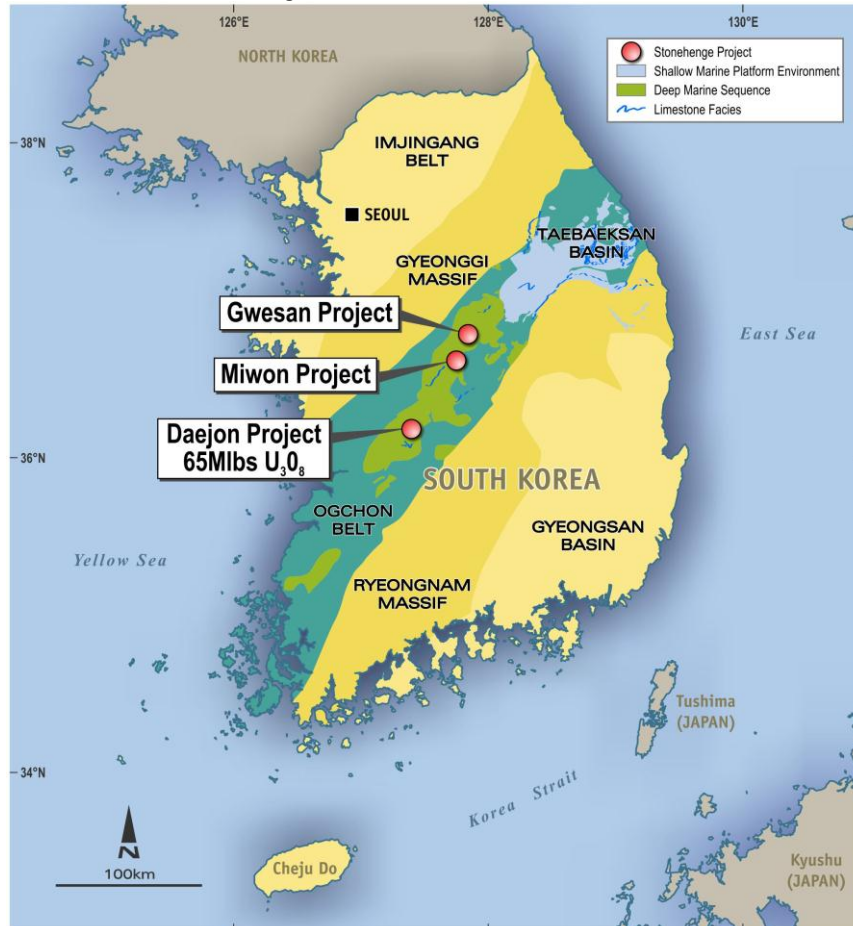 126°E
128°E
130°E
NORTH KOREA
Stonehenge Project
Shallow Marine Platform Environment
Deep Marine Sequence
Limestone Facies
38°N
IMJINGANG
BELT
SEOUL
TAEBAEKSAN
BASIN
GYEONGGI
MASSIF
Gwesan Project
East Sea
Miwon Project
Daejon Project
65Mlbs U₃0₈
36°N
SOUTH KOREA
OGCHON
BELT
GYEONGSAN
BASIN
Yellow Sea
RYEONGNAM
MASSIF
Tushima
(JAPAN)
34°N
Korea Strait
N
100km
Cheju Do
Kyushu
(JAPAN)